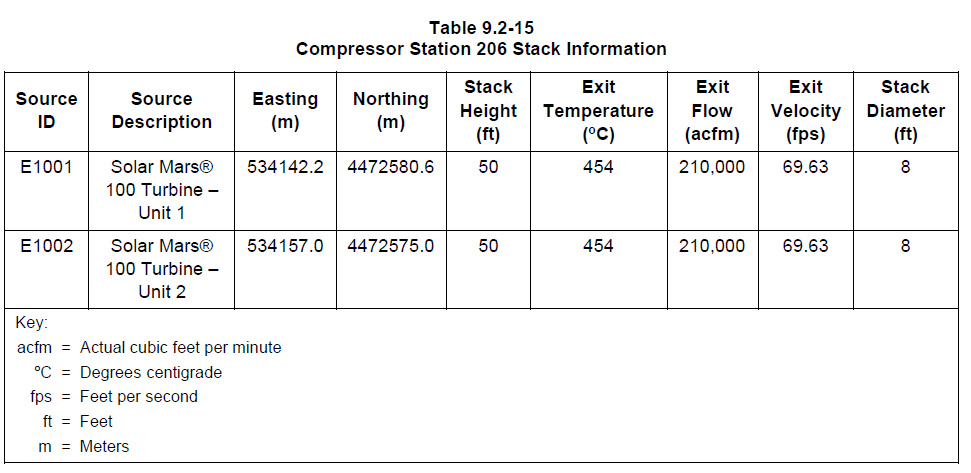 Table 9.2-15
Compressor Station 206 Stack Information
Source ID | Source Description | Easting (m) | Northing (m) | Stack Height (ft) | Exit Temperature (ºC) | Exit Flow (acfm) | Exit Velocity (fps) | Stack Diameter (ft)
E1001 | Solar Mars® 100 Turbine – Unit 1 | 534142.2 | 4472580.6 | 50 | 454 | 210,000 | 69.63 | 8
E1002 | Solar Mars® 100 Turbine – Unit 2 | 534157.0 | 4472575.0 | 50 | 454 | 210,000 | 69.63 | 8
Key:
acfm = Actual cubic feet per minute
ºC = Degrees centigrade
fps = Feet per second
ft = Feet
m = Meters